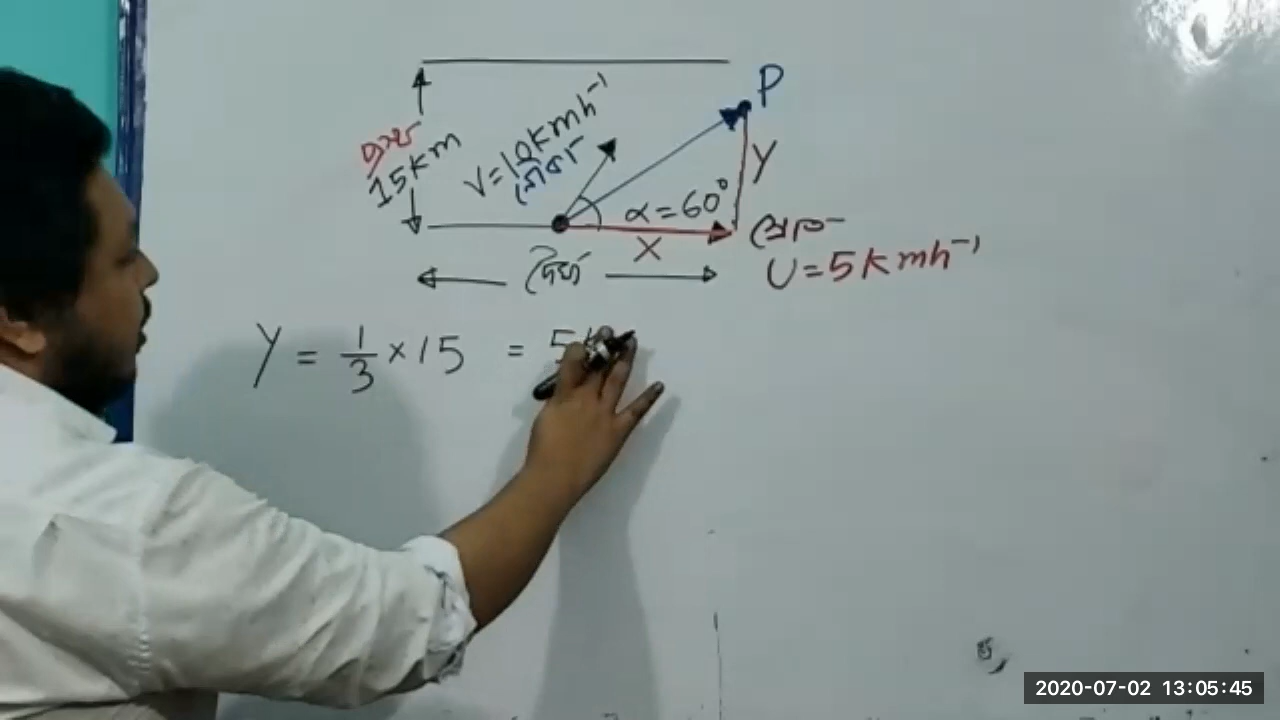 P
V=10kmh⁻¹
প্রস্থ
15km
Y
α=60°
স্রোত
X
দৈর্ঘ্য
U=5kmh⁻¹
Y = 1/3 × 15 = 5
2020-07-02 13:05:45